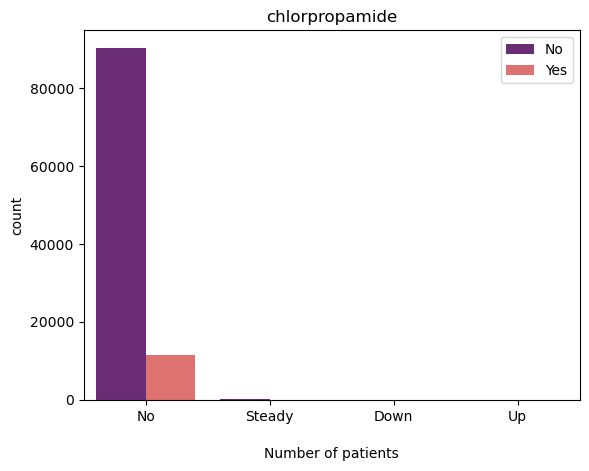 chlorpropamide
No
Yes
80000
60000
40000
20000
0
count
No Steady Down Up
Number of patients